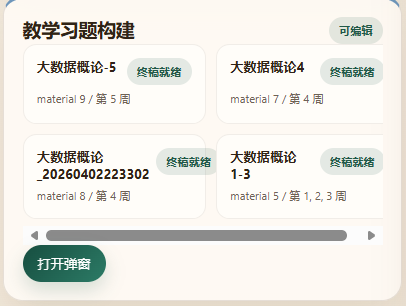 教学习题构建
可编辑
大数据概论-5
终稿就绪
material 9 / 第 5 周
大数据概论4
终稿就绪
material 7 / 第 4 周
大数据概论
_20260402223302
终稿就绪
material 8 / 第 4 周
大数据概论
1-3
终稿就绪
material 5 / 第 1, 2, 3 周
打开弹窗